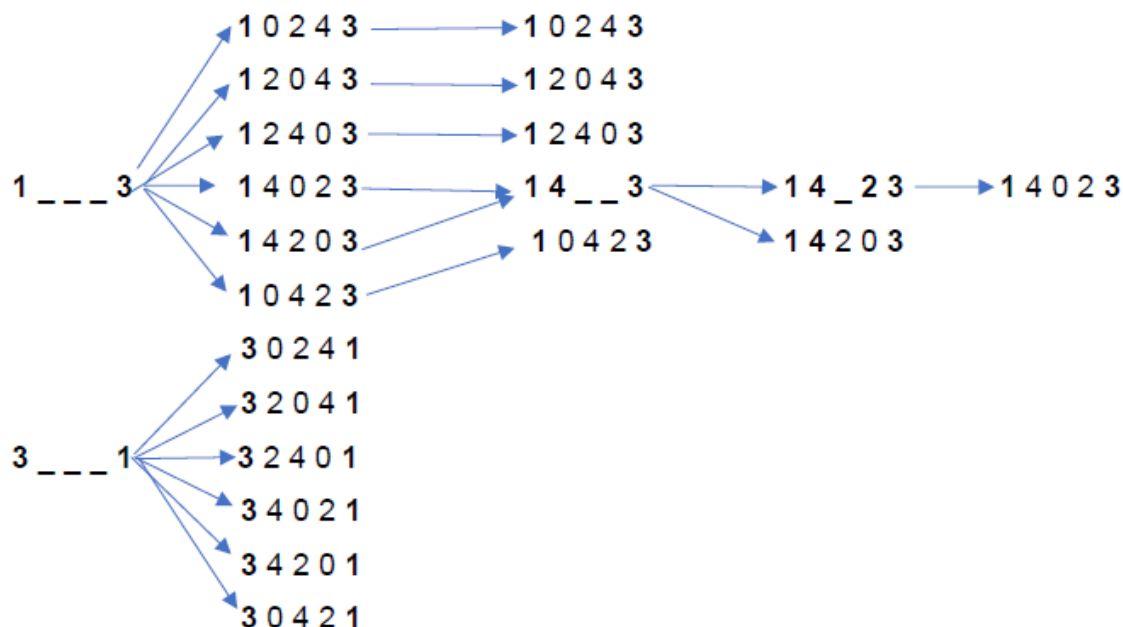 1 0 2 4 3 1 0 2 4 3
1 2 0 4 3 1 2 0 4 3
1 2 4 0 3 1 2 4 0 3
1 _ _ _ 3 1 4 0 2 3 1 4 _ _ 3 1 4 _ 2 3 1 4 0 2 3
1 4 2 0 3 1 0 4 2 3 1 4 2 0 3
1 0 4 2 3
3 0 2 4 1
3 2 0 4 1
3 _ _ _ 1 3 2 4 0 1
3 4 0 2 1
3 4 2 0 1
3 0 4 2 1